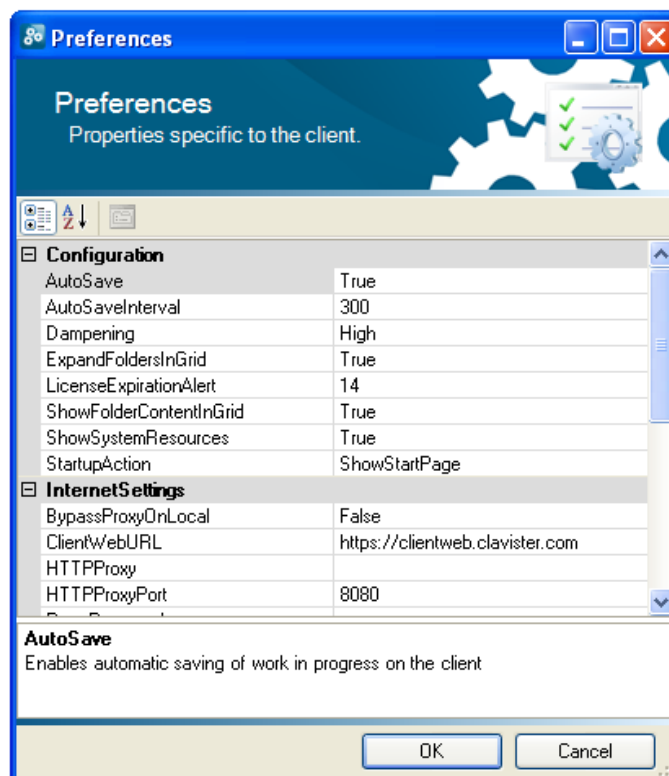 Preferences
Preferences
Properties specific to the client.
Configuration
AutoSave True
AutoSaveInterval 300
Dampening High
ExpandFoldersInGrid True
LicenseExpirationAlert 14
ShowFolderContentInGrid True
ShowSystemResources True
StartupAction ShowStartPage
InternetSettings
BypassProxyOnLocal False
ClientWebURL https://clientweb.clavister.com
HTTPProxy
HTTPProxyPort 8080
AutoSave
Enables automatic saving of work in progress on the client
OK Cancel